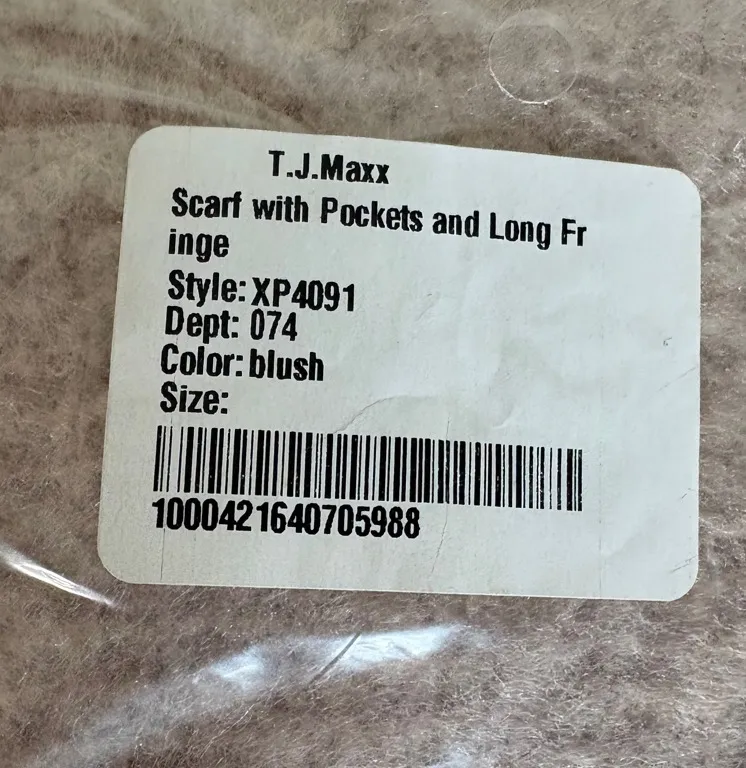 T.J.Maxx
Scarf with Pockets and Long Fr
inge
Style: XP4091
Dept: 074
Color: blush
Size:
1000421640705988